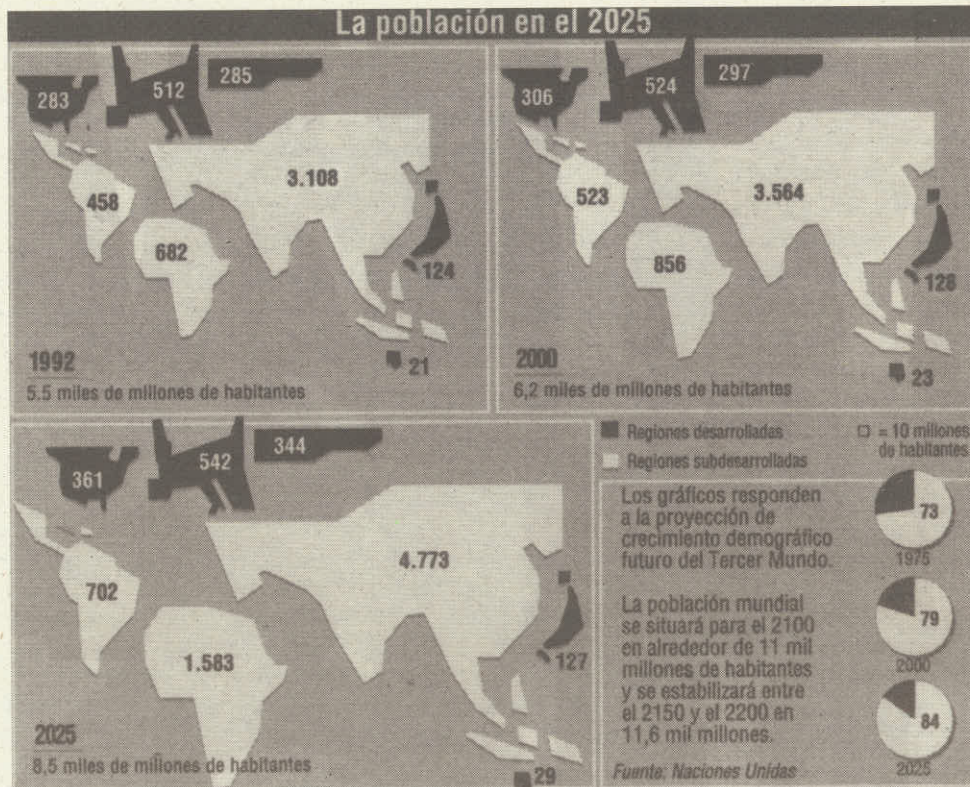 La población en el 2025
283
512
285
3.108
458
682
124
21
1992
5.5 miles de millones de habitantes
306
524
297
3.564
523
856
128
23
2000
6,2 miles de millones de habitantes
361
542
344
4.773
702
1.583
127
29
2025
8,5 miles de millones de habitantes
Regiones desarrolladas
Regiones subdesarrolladas
= 10 millones
de habitantes
Los gráficos responden
a la proyección de
crecimiento demográfico
futuro del Tercer Mundo.
La población mundial
se situará para el 2100
en alrededor de 11 mil
millones de habitantes
y se estabilizará entre
el 2150 y el 2200 en
11,6 mil millones.
Fuente: Naciones Unidas
73
1975
79
2000
84
2025